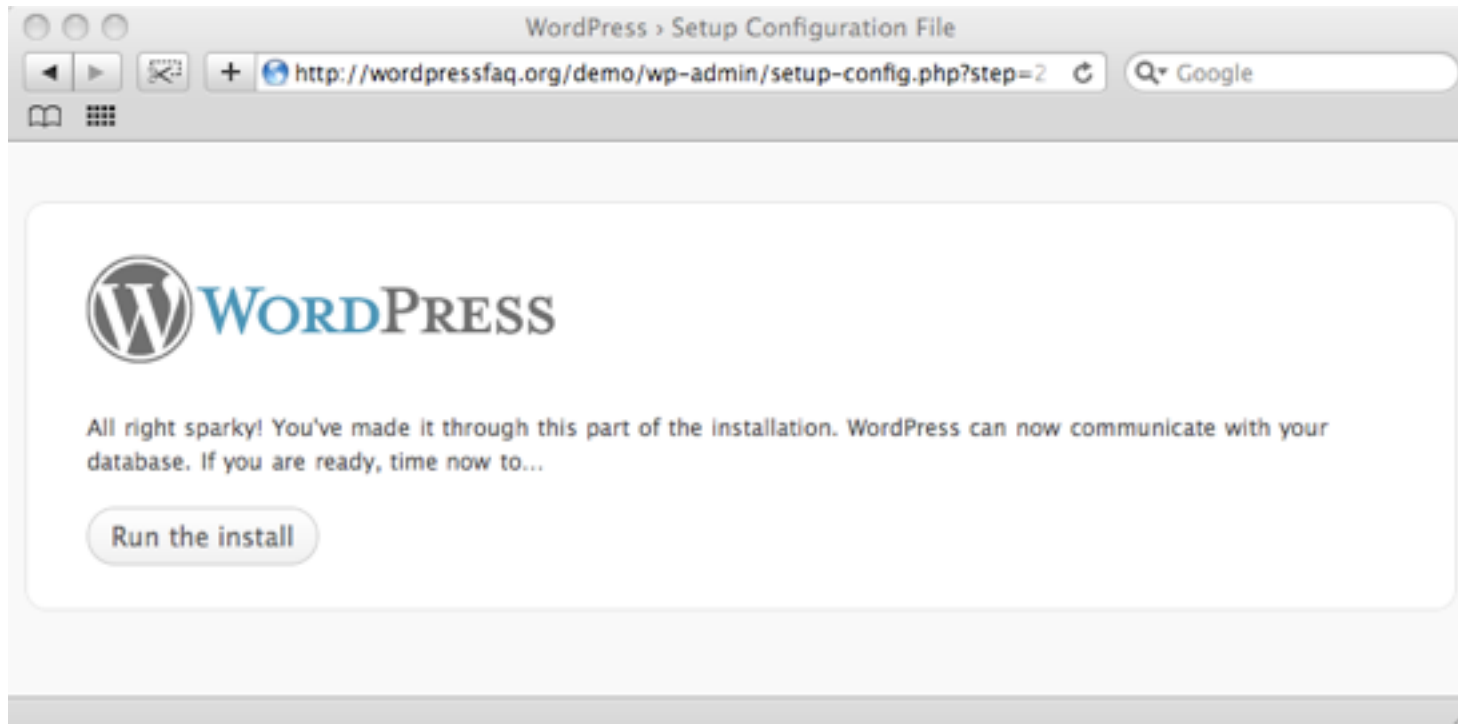 WordPress › Setup Configuration File
http://wordpressfaq.org/demo/wp-admin/setup-config.php?step=2
Google
WORDPRESS
All right sparky! You've made it through this part of the installation. WordPress can now communicate with your
database. If you are ready, time now to...
Run the install